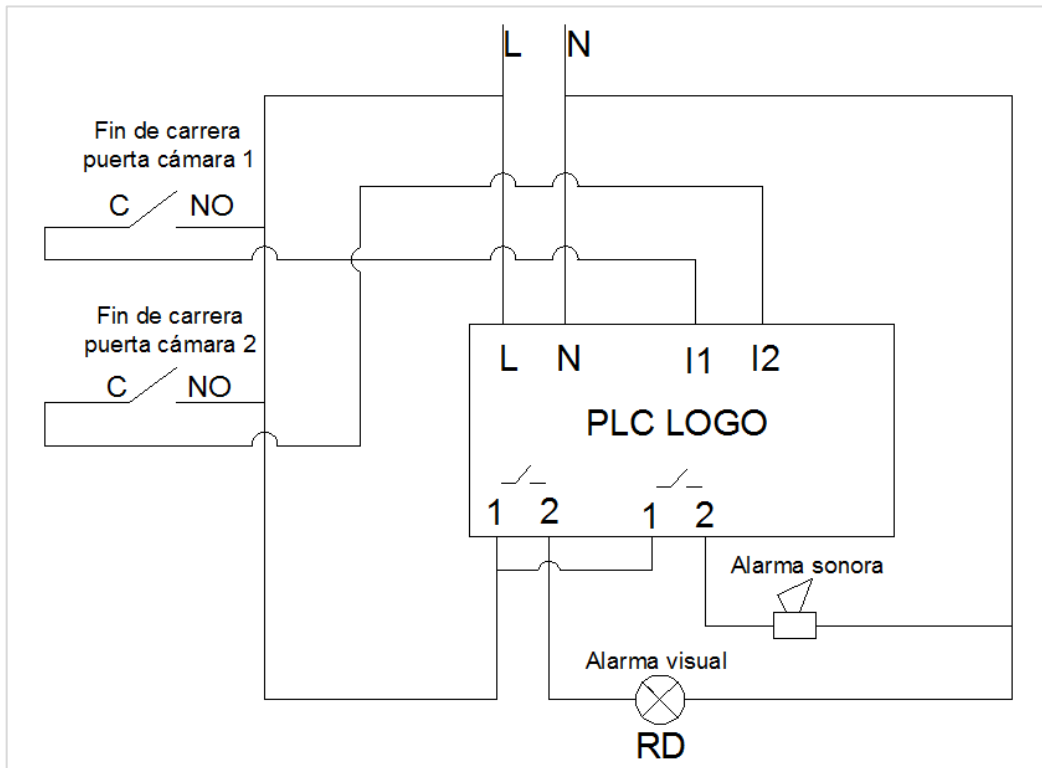 L N
Fin de carrera
puerta cámara 1
C NO
Fin de carrera
puerta cámara 2
C NO
L N I1 I2
PLC LOGO
1 2 1 2
Alarma sonora
Alarma visual
RD